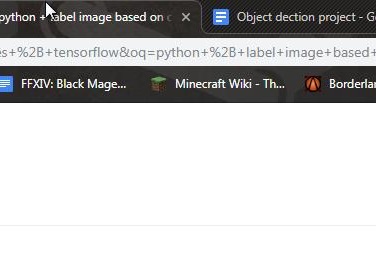 python + label image based on Object dection project - G
es+%2B+tensorflow&oq=python+%2B+label+image+based+
FFXIV: Black Mage... Minecraft Wiki - Th... Borderlan